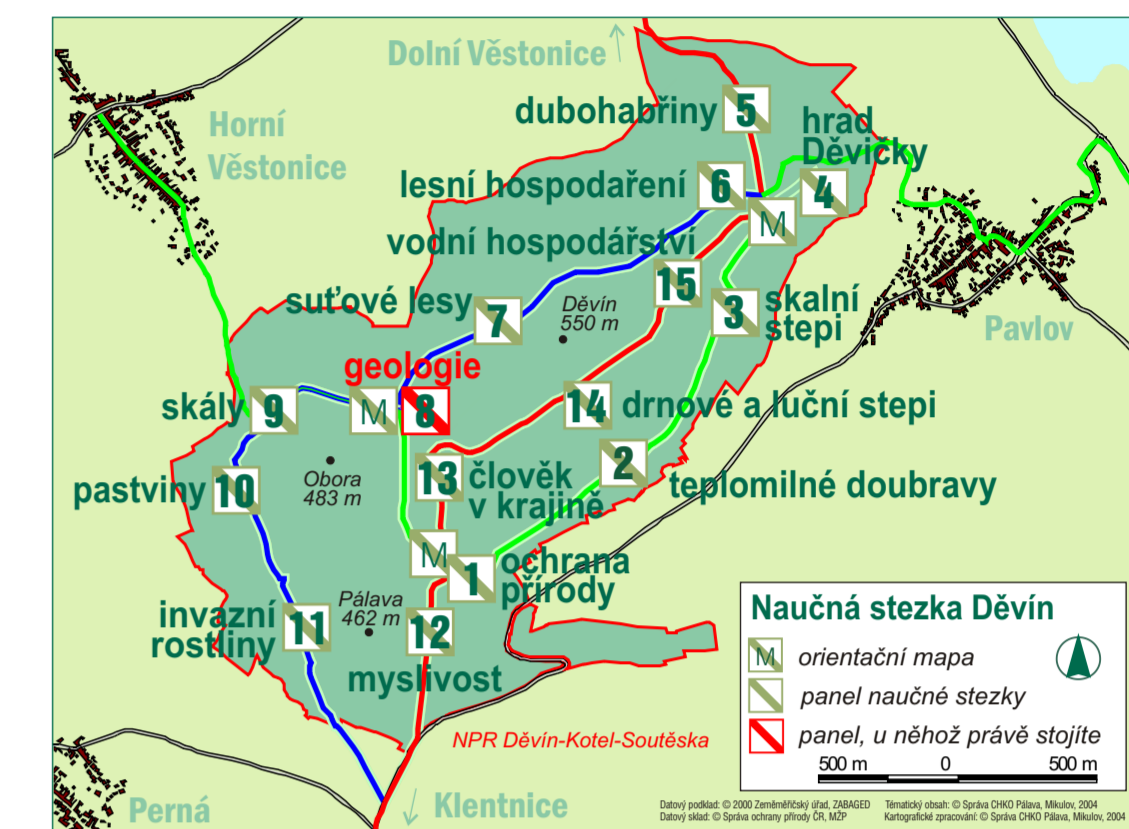 Dolní Věstonice
dubohabřiny
5
hrad
Děvičky
Horní
Věstonice
lesní hospodaření
6
4
M
vodní hospodářství
15
suťové lesy
7
Děvín
550 m
3
skalní
stepi
Pavlov
geologie
skály
9
M
8
14
drnové a luční stepi
2
Obora
483 m
13
člověk
v krajině
pastviny
10
teplomilné doubravy
M
1
ochrana
přírody
Pálava
462 m
invazní
rostliny
11
12
myslivost
NPR Děvín-Kotel-Soutěska
Perná
Klentnice
Naučná stezka Děvín
M orientační mapa
panel naučné stezky
panel, u něhož právě stojíte
500 m 0 500 m
Datový podklad: © 2000 Zeměměřičský úřad, ZABAGED Tématický obsah: © Správa CHKO Pálava, Mikulov, 2004
Datový sklad: © Správa ochrany přírody ČR, MŽP Kartografické zpracování: © Správa CHKO Pálava, Mikulov, 2004